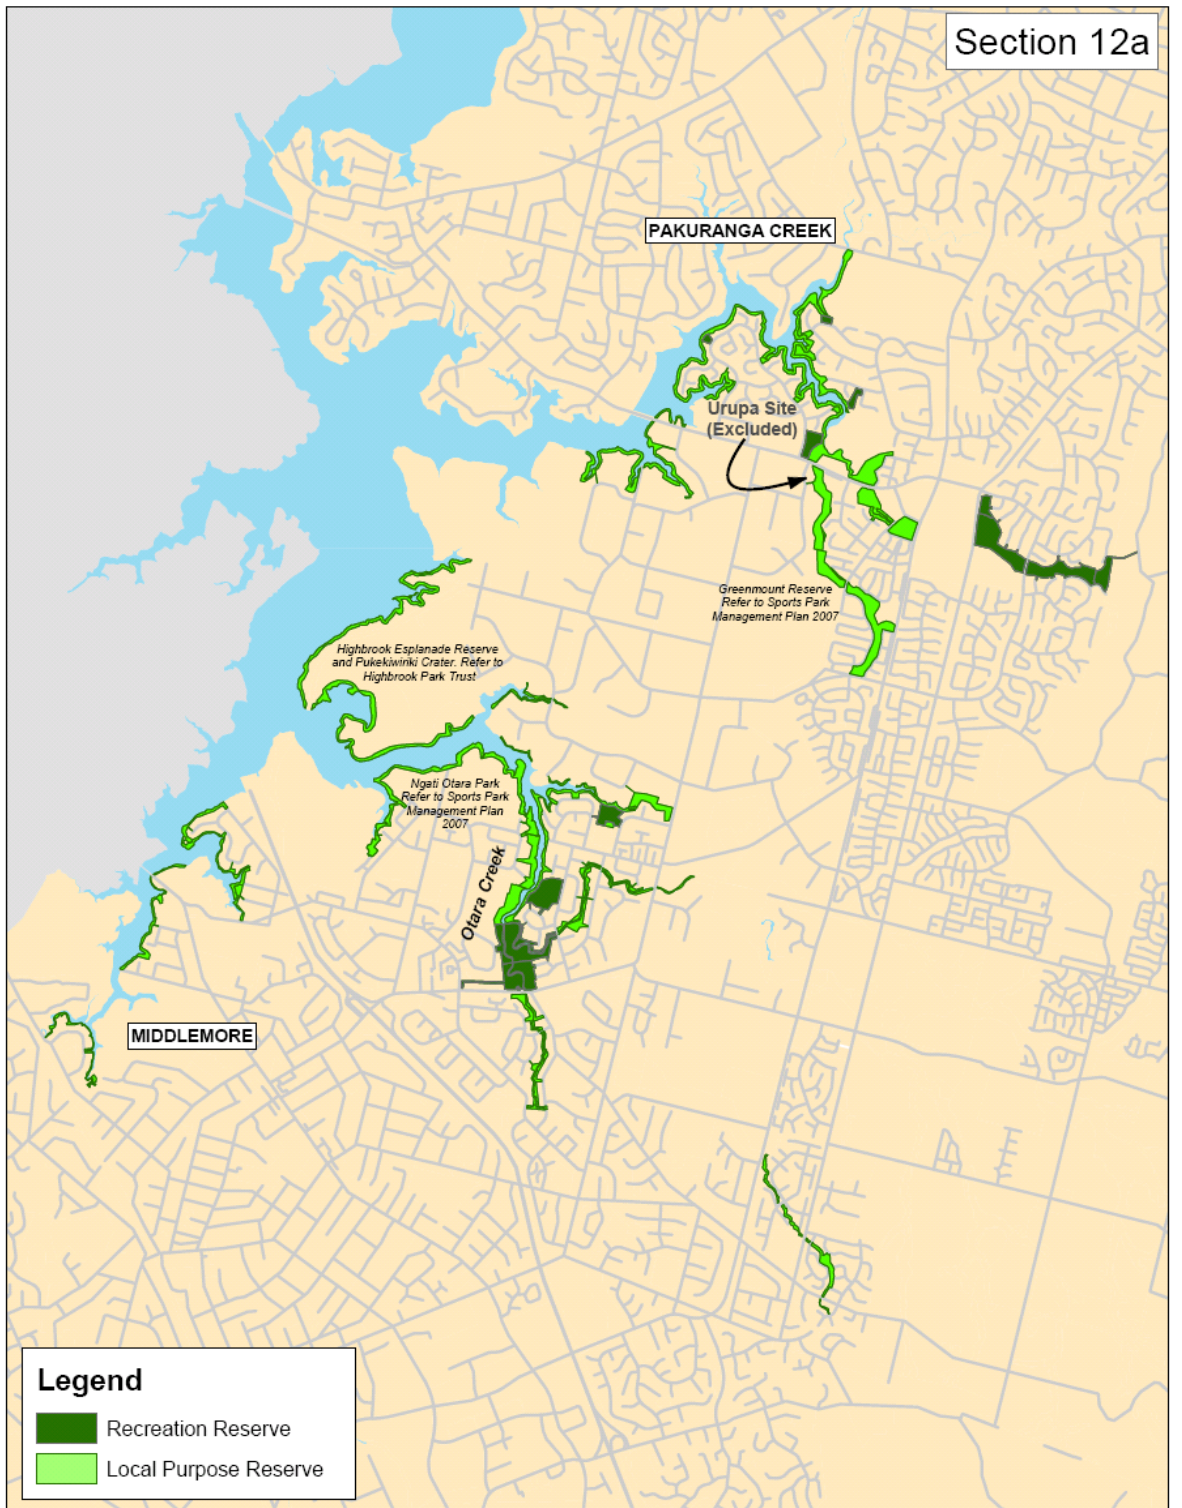 Section 12a
PAKURANGA CREEK
Urupa Site
(Excluded)
Greenmount Reserve
Refer to Sports Park
Management Plan 2007
Highbrook Esplanade Reserve
and Pukekiwiriki Crater. Refer to
Highbrook Park Trust
Ngati Otara Park
Refer to Sports Park
Management Plan
2007
Otara Creek
MIDDLEMORE
Legend
Recreation Reserve
Local Purpose Reserve